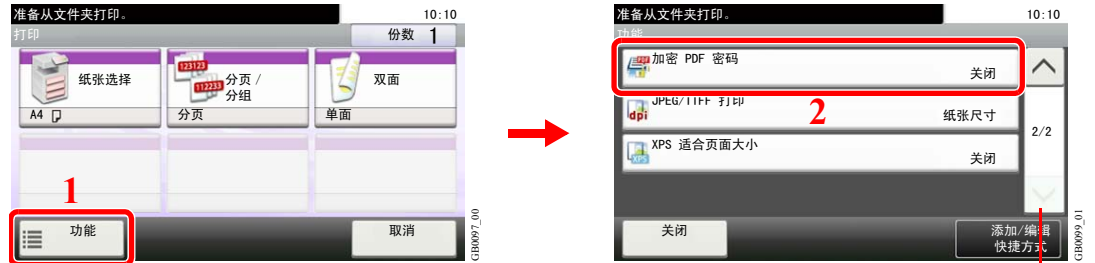 准备从文件夹打印。
10:10
打印
份数 1
纸张选择
A4
123123
112233
分页 /
分组
分页
双面
单面
1
功能
取消
GB0097_00
准备从文件夹打印。
10:10
功能
加密 PDF 密码
关闭
JPEG/TIFF 打印
2
dpi
纸张尺寸
2/2
XPS 适合页面大小
XPS
关闭
关闭
添加/编辑
快捷方式
GB0099_01